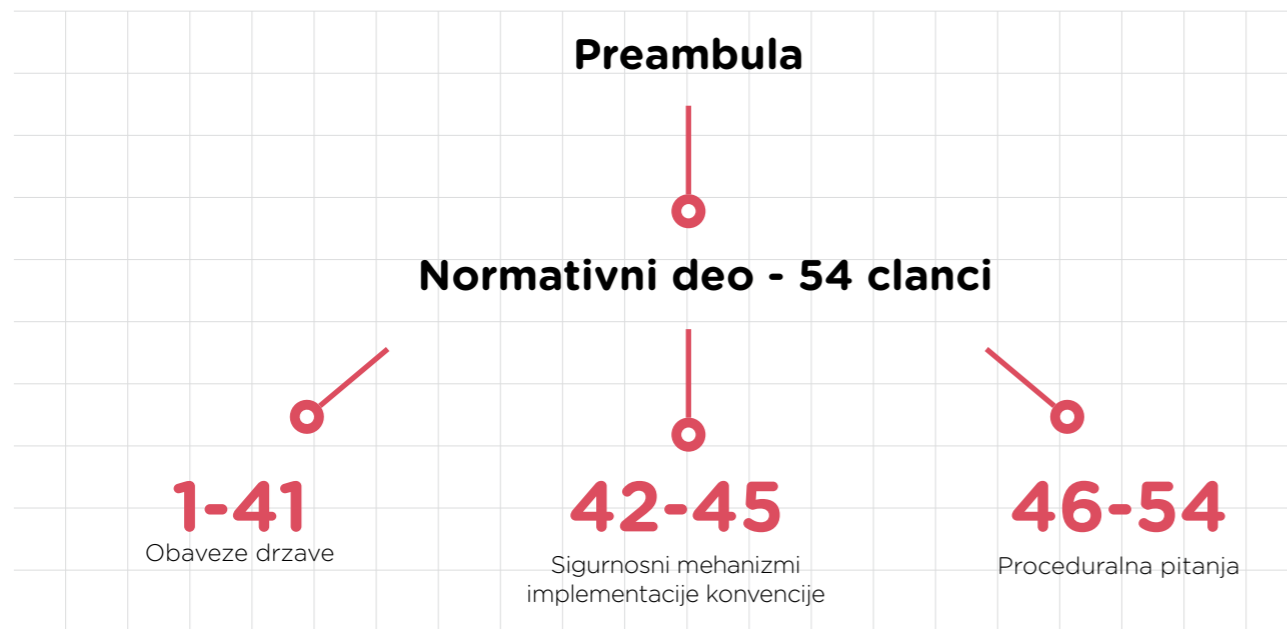 Preambula
Normativni deo - 54 clanci
1-41
Obaveze drzave
42-45
Sigurnosni mehanizmi
implementacije konvencije
46-54
Proceduralna pitanja